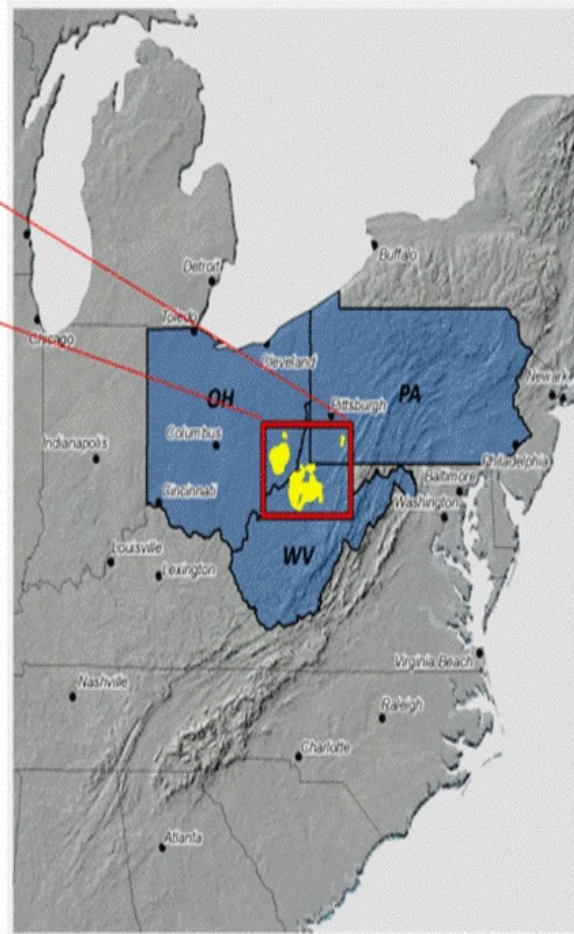 Buffalo
Detroit
Toledo
Chicago
Cleveland
Newark
OH
PA
Pittsburgh
Columbus
Indianapolis
Philadelphia
Baltimore
Cincinnati
Washington
WV
Louisville
Lexington
Virginia Beach
Nashville
Raleigh
Charlotte
Atlanta